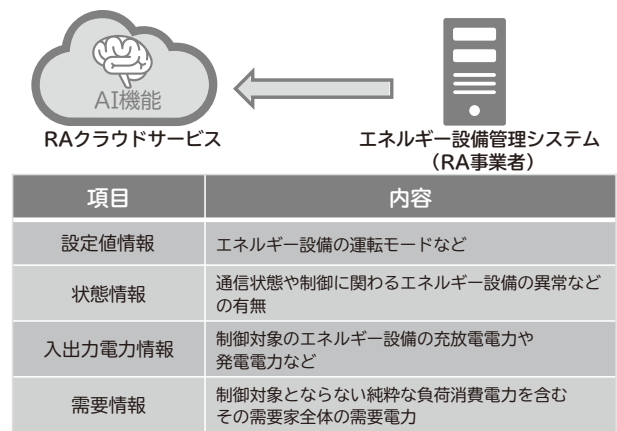 AI機能
RAクラウドサービス
エネルギー設備管理システム
（RA事業者）
項目
内容
設定値情報
エネルギー設備の運転モードなど
状態情報
通信状態や制御に関わるエネルギー設備の異常など
の有無
入出力電力情報
制御対象のエネルギー設備の充放電電力や
発電電力など
需要情報
制御対象とならない純粋な負荷消費電力を含む
その需要家全体の需要電力